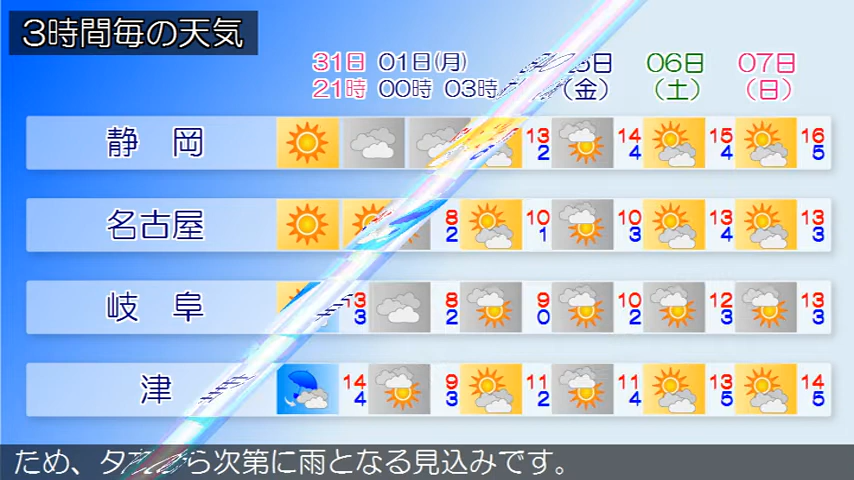 3時間毎の天気
31日 01日(月) 06日 07日
21時 00時 03時 (金) (土) (日)
静岡 13 14 15 16
2 4 4 5
名古屋 8 10 10 13 13
2 1 3 4 3
岐阜 13 8 9 10 12 13
3 2 0 2 3 3
津 14 9 11 11 13 14
4 3 2 4 5 5
ため、夕 ら次第に雨となる見込みです。